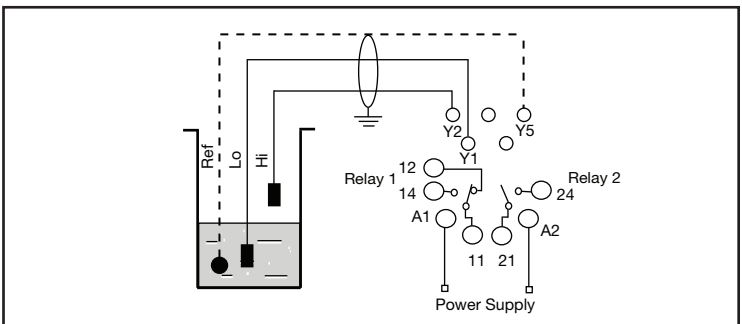 Ref
Lo
Hi
Y2
Y5
Y1
12
Relay 1
14
Relay 2
24
A1
A2
11
21
Power Supply